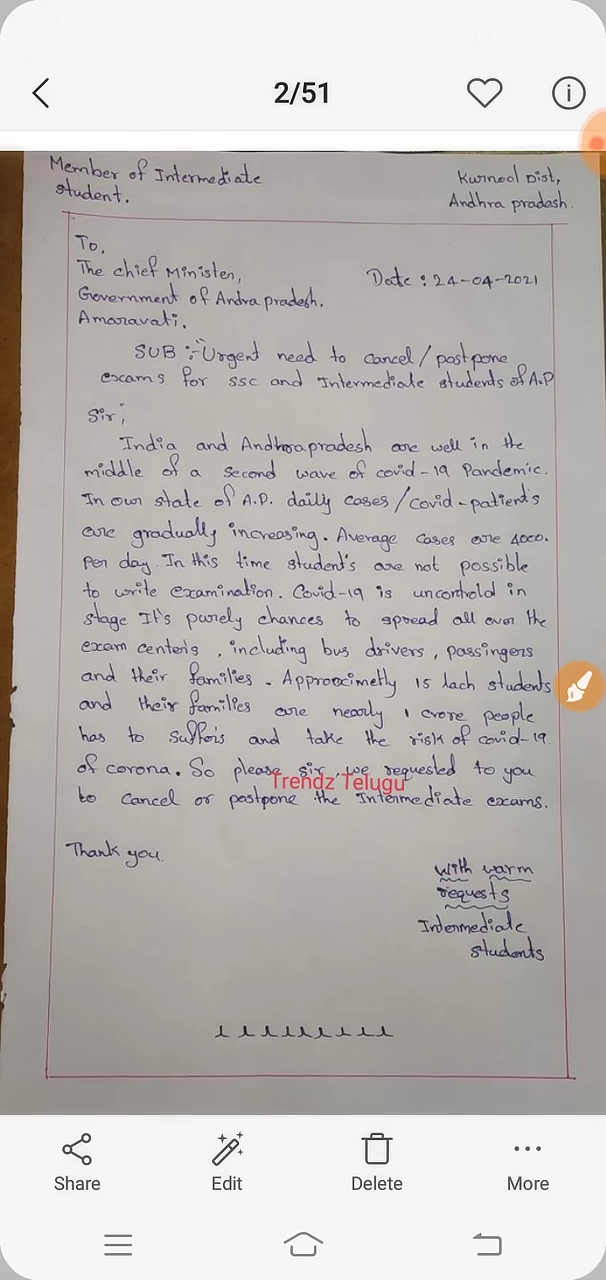 2/51
Member of Intermediate
student.
Kurnool Dist,
Andhra pradesh.
To,
The chief Minister,
Date : 24-04-2021
Government of Andra pradesh.
Amaravati.
SUB :- Urgent need to cancel/postpone
exams for ssc and Intermediate students of A.P
Sir,
India and Andhrapradesh are well in the
middle of a second wave of covid-19 Pandemic.
In our state of A.P. daily cases/covid-patient's
are gradually increasing. Average cases are 4000.
Per day. In this time student's are not possible
to write examination. Covid-19 is uncontrold in
stage It's purely chances to spread all over the
exam center's, including bus drivers, passingers
and their families. Approximetly 15 lach students
and their families are nearly 1 crore people
has to suffers and take the risk of covid-19.
of corona. So please sir, we requested to you
Trendz Telugu
to cancel or postpone the Intermediate exams.
Thank you.
With warm
requests
Intermediate
students
Share Edit Delete More